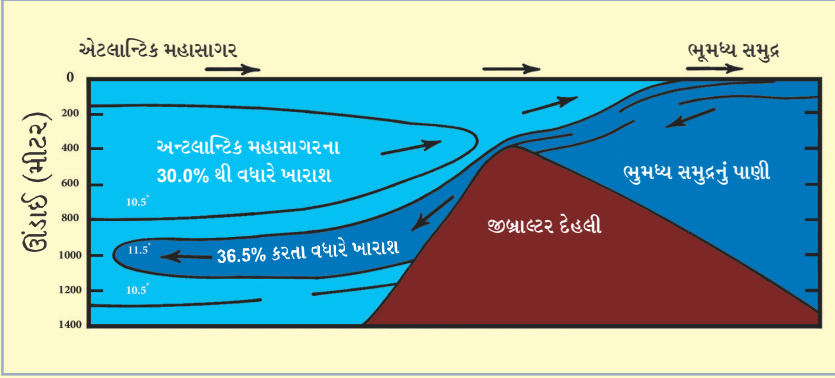 એટલાન્ટિક મહાસાગર
ભૂમધ્ય સમુદ્ર
ઊંડાઈ (મીટર)
0
200
400
600
800
1000
1200
1400
અન્ટલાન્ટિક મહાસાગરના
30.0% થી વધારે ખારાશ
10.5°
11.5°
36.5% કરતા વધારે ખારાશ
10.5°
જીબ્રાલ્ટર દેહલી
ભુમધ્ય સમુદ્રનું પાણી